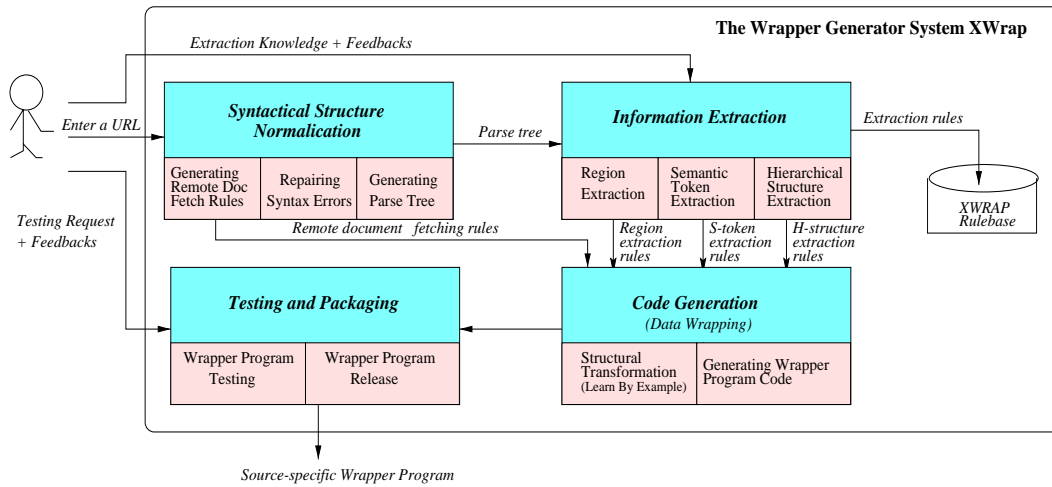 The Wrapper Generator System XWrap
Extraction Knowledge + Feedbacks
Enter a URL
Testing Request
+ Feedbacks
Syntactical Structure
Normalication
Generating
Remote Doc
Fetch Rules
Repairing
Syntax Errors
Generating
Parse Tree
Parse tree
Information Extraction
Region
Extraction
Semantic
Token
Extraction
Hierarchical
Structure
Extraction
Extraction rules
XWRAP
Rulebase
Remote document fetching rules
Region
extraction
rules
S-token
extraction
rules
H-structure
extraction
rules
Testing and Packaging
Wrapper Program
Testing
Wrapper Program
Release
Code Generation
(Data Wrapping)
Structural
Transformation
(Learn By Example)
Generating Wrapper
Program Code
Source-specific Wrapper Program